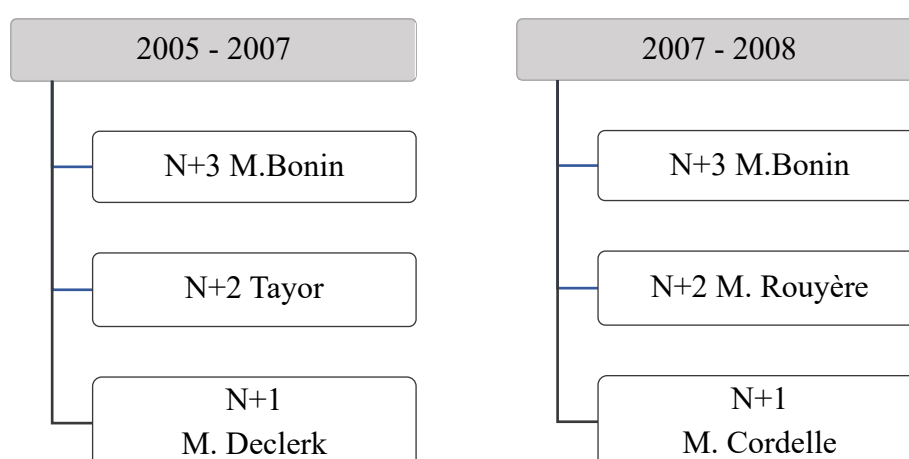 2005 - 2007
N+3 M.Bonin
N+2 Tayor
N+1
M. Declerk
2007 - 2008
N+3 M.Bonin
N+2 M. Rouyère
N+1
M. Cordelle